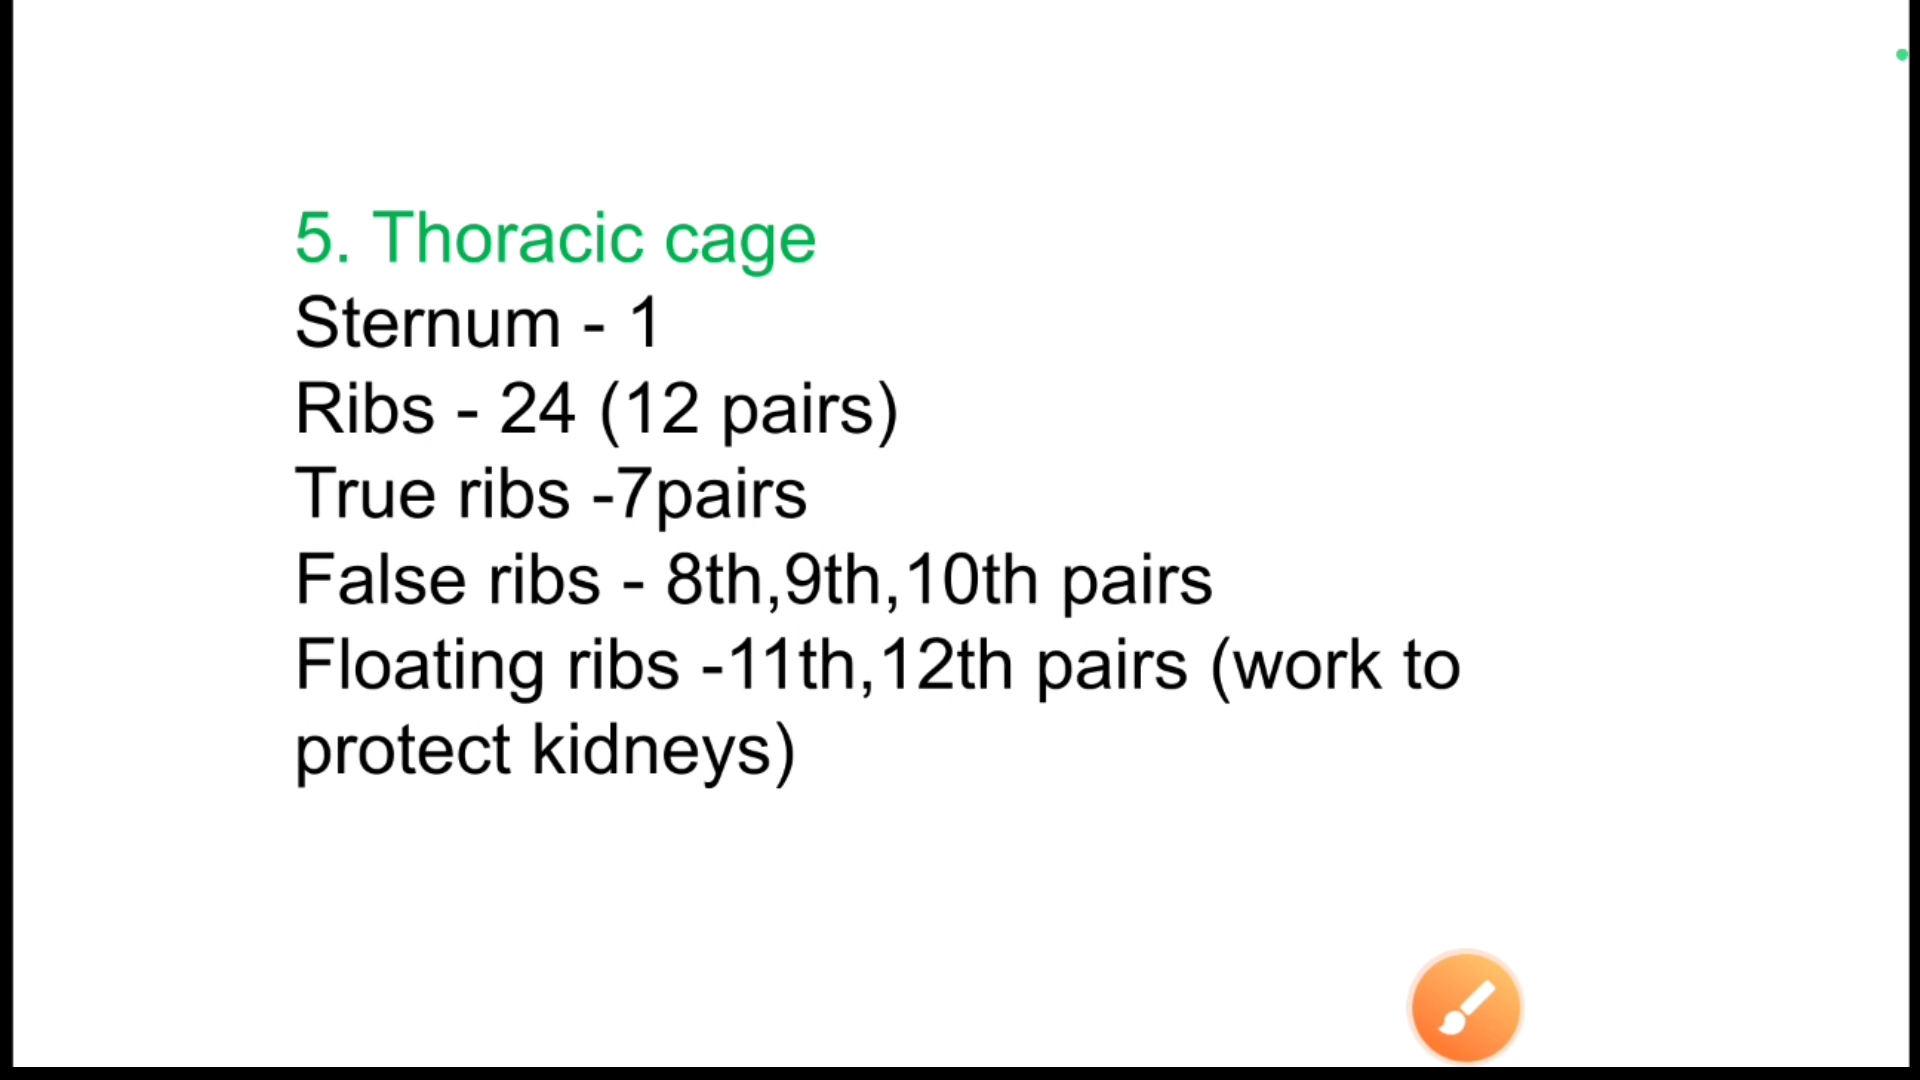 5. Thoracic cage
Sternum - 1
Ribs - 24 (12 pairs)
True ribs -7pairs
False ribs - 8th,9th,10th pairs
Floating ribs -11th,12th pairs (work to
protect kidneys)